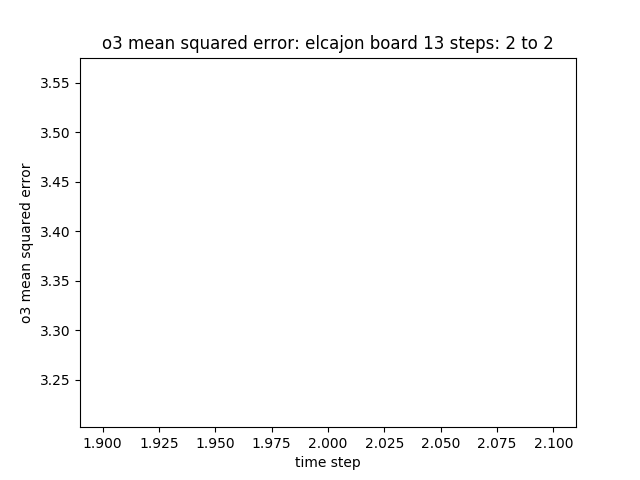 o3 mean squared error: elcajon board 13 steps: 2 to 2
3.55
3.50
3.45
3.40
3.35
3.30
3.25
o3 mean squared error
1.900 1.925 1.950 1.975 2.000 2.025 2.050 2.075 2.100
time step